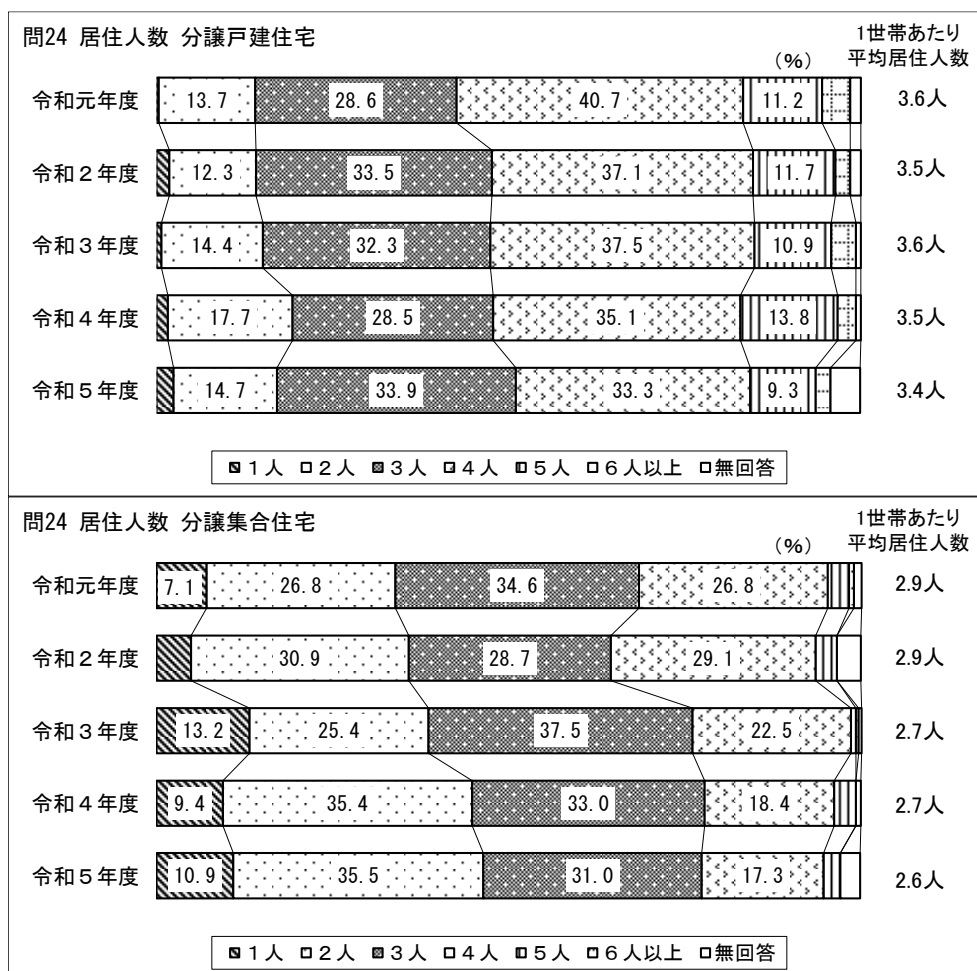 問24 居住人数 分譲戸建住宅
1世帯あたり
(%) 平均居住人数
令和元年度 13.7 28.6 40.7 11.2 3.6人
令和２年度 12.3 33.5 37.1 11.7 3.5人
令和３年度 14.4 32.3 37.5 10.9 3.6人
令和４年度 17.7 28.5 35.1 13.8 3.5人
令和５年度 14.7 33.9 33.3 9.3 3.4人
１人 ２人 ３人 ４人 ５人 ６人以上 無回答
問24 居住人数 分譲集合住宅
1世帯あたり
(%) 平均居住人数
令和元年度 7.1 26.8 34.6 26.8 2.9人
令和２年度 30.9 28.7 29.1 2.9人
令和３年度 13.2 25.4 37.5 22.5 2.7人
令和４年度 9.4 35.4 33.0 18.4 2.7人
令和５年度 10.9 35.5 31.0 17.3 2.6人
１人 ２人 ３人 ４人 ５人 ６人以上 無回答